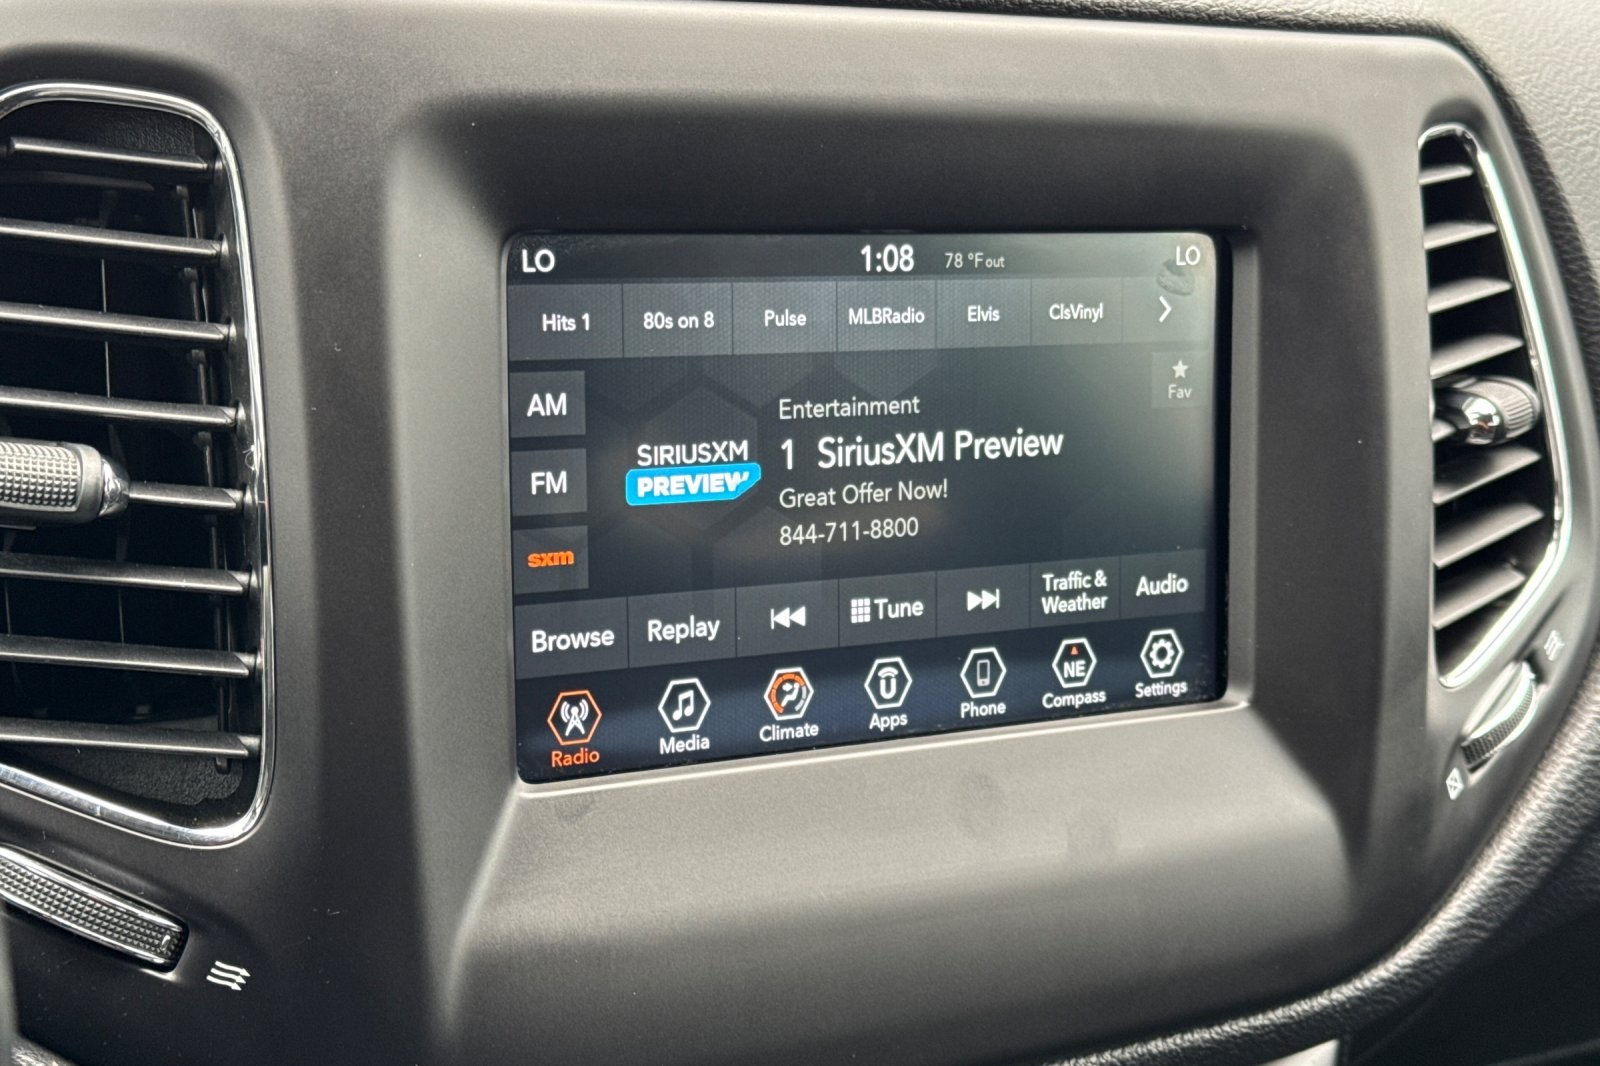 LO 1:08 78 °F out LO
Hits 1 80s on 8 Pulse MLBRadio Elvis ClsVinyl
Fav
AM
FM
sxm
SIRIUSXM
PREVIEW
Entertainment
1 SiriusXM Preview
Great Offer Now!
844-711-8800
Browse Replay Tune Traffic & Weather Audio
NE
Radio Media Climate Apps Phone Compass Settings